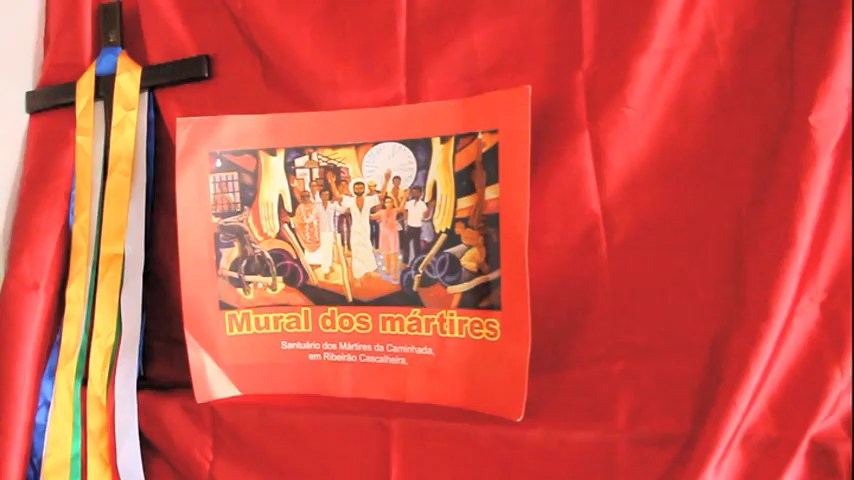 Mural dos mártires
Santuário dos Mártires da Caminhada,
em Ribeirão Cascalheira,